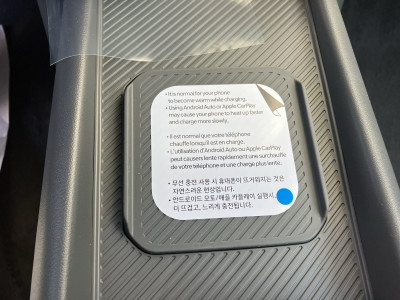 • It is normal for your phone
to become warm while charging.
• Using Android Auto or Apple CarPlay
may cause your phone to heat up faster
and charge more slowly.
• Il est normal que votre téléphone
chauffe lorsqu'il est en charge.
• L'utilisation d'Android Auto ou Apple CarPlay
peut causers lente rapidement une surchauffe
de votre téléphone et une charge plus lente.
• 무선 충전 사용 시 휴대폰이 뜨거워지는 것은
자연스러운 현상입니다.
• 안드로이드 오토/애플 카플레이 실행시,
더 뜨겁고, 느리게 충전됩니다.